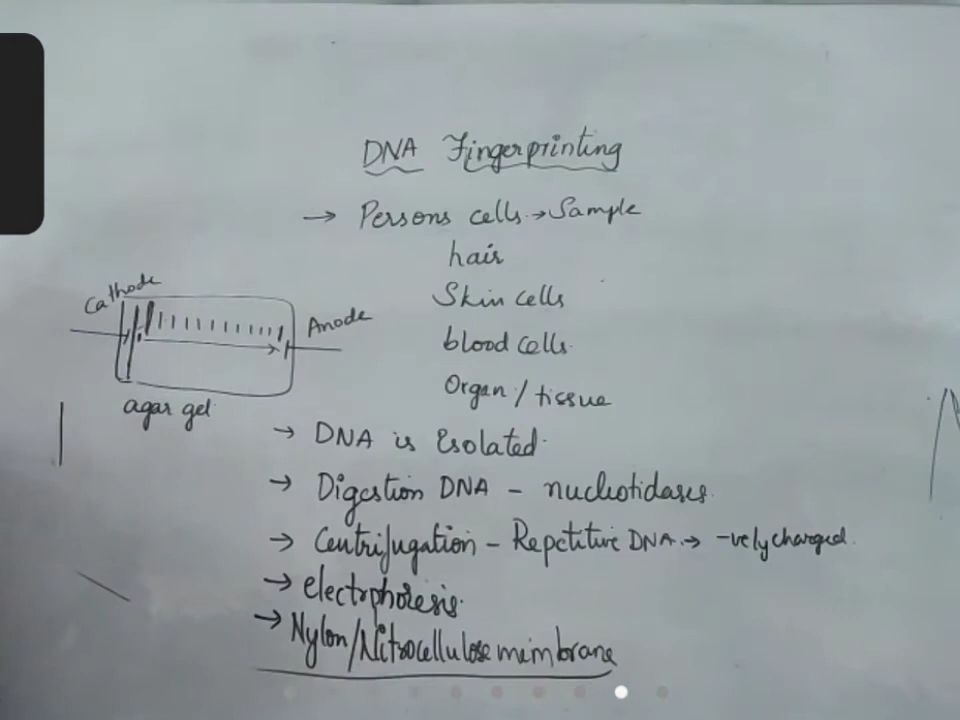 DNA Fingerprinting
→ Persons cells → Sample
hair
Skin cells
blood cells
Organ / tissue
Cathode
Anode
agar gel
→ DNA is Isolated
→ Digestion DNA - nucleotidases
→ Centrifugation - Repetitive DNA → -vely charged
→ electrphoresis
→ Nylon/Nitrocellulose membrane